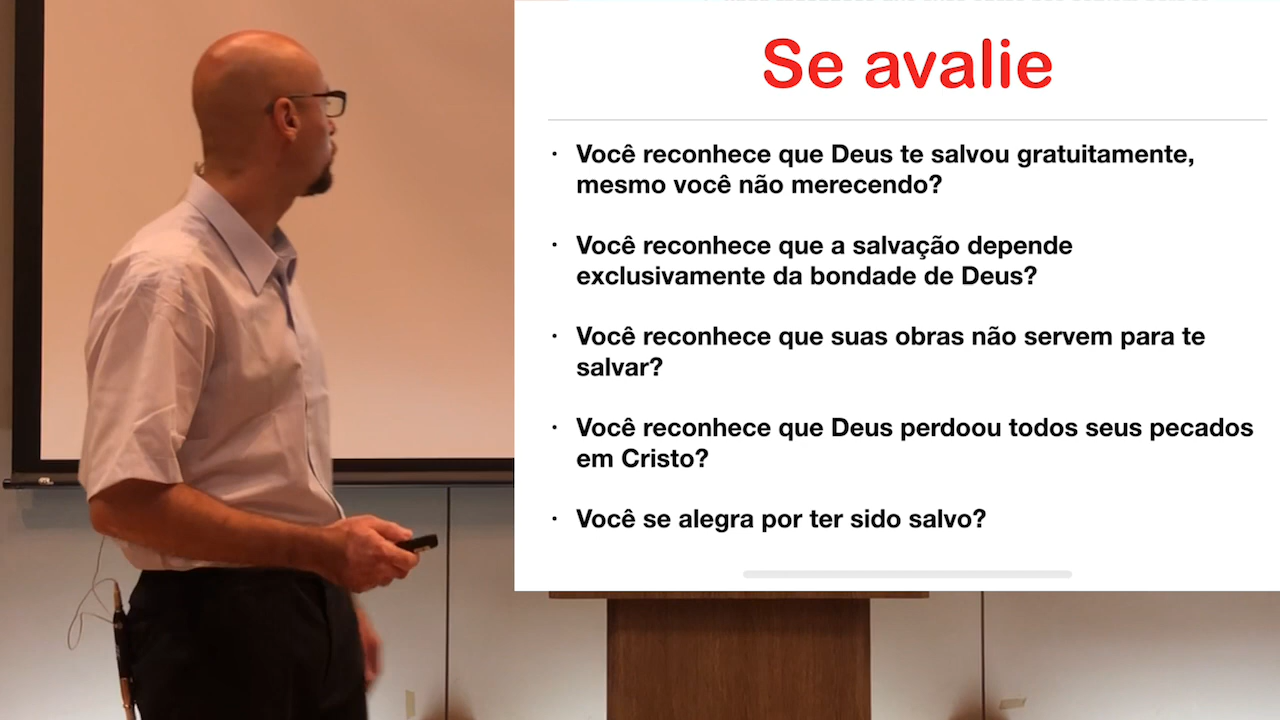 Se avalie
· Você reconhece que Deus te salvou gratuitamente,
mesmo você não merecendo?
· Você reconhece que a salvação depende
exclusivamente da bondade de Deus?
· Você reconhece que suas obras não servem para te
salvar?
· Você reconhece que Deus perdoou todos seus pecados
em Cristo?
· Você se alegra por ter sido salvo?